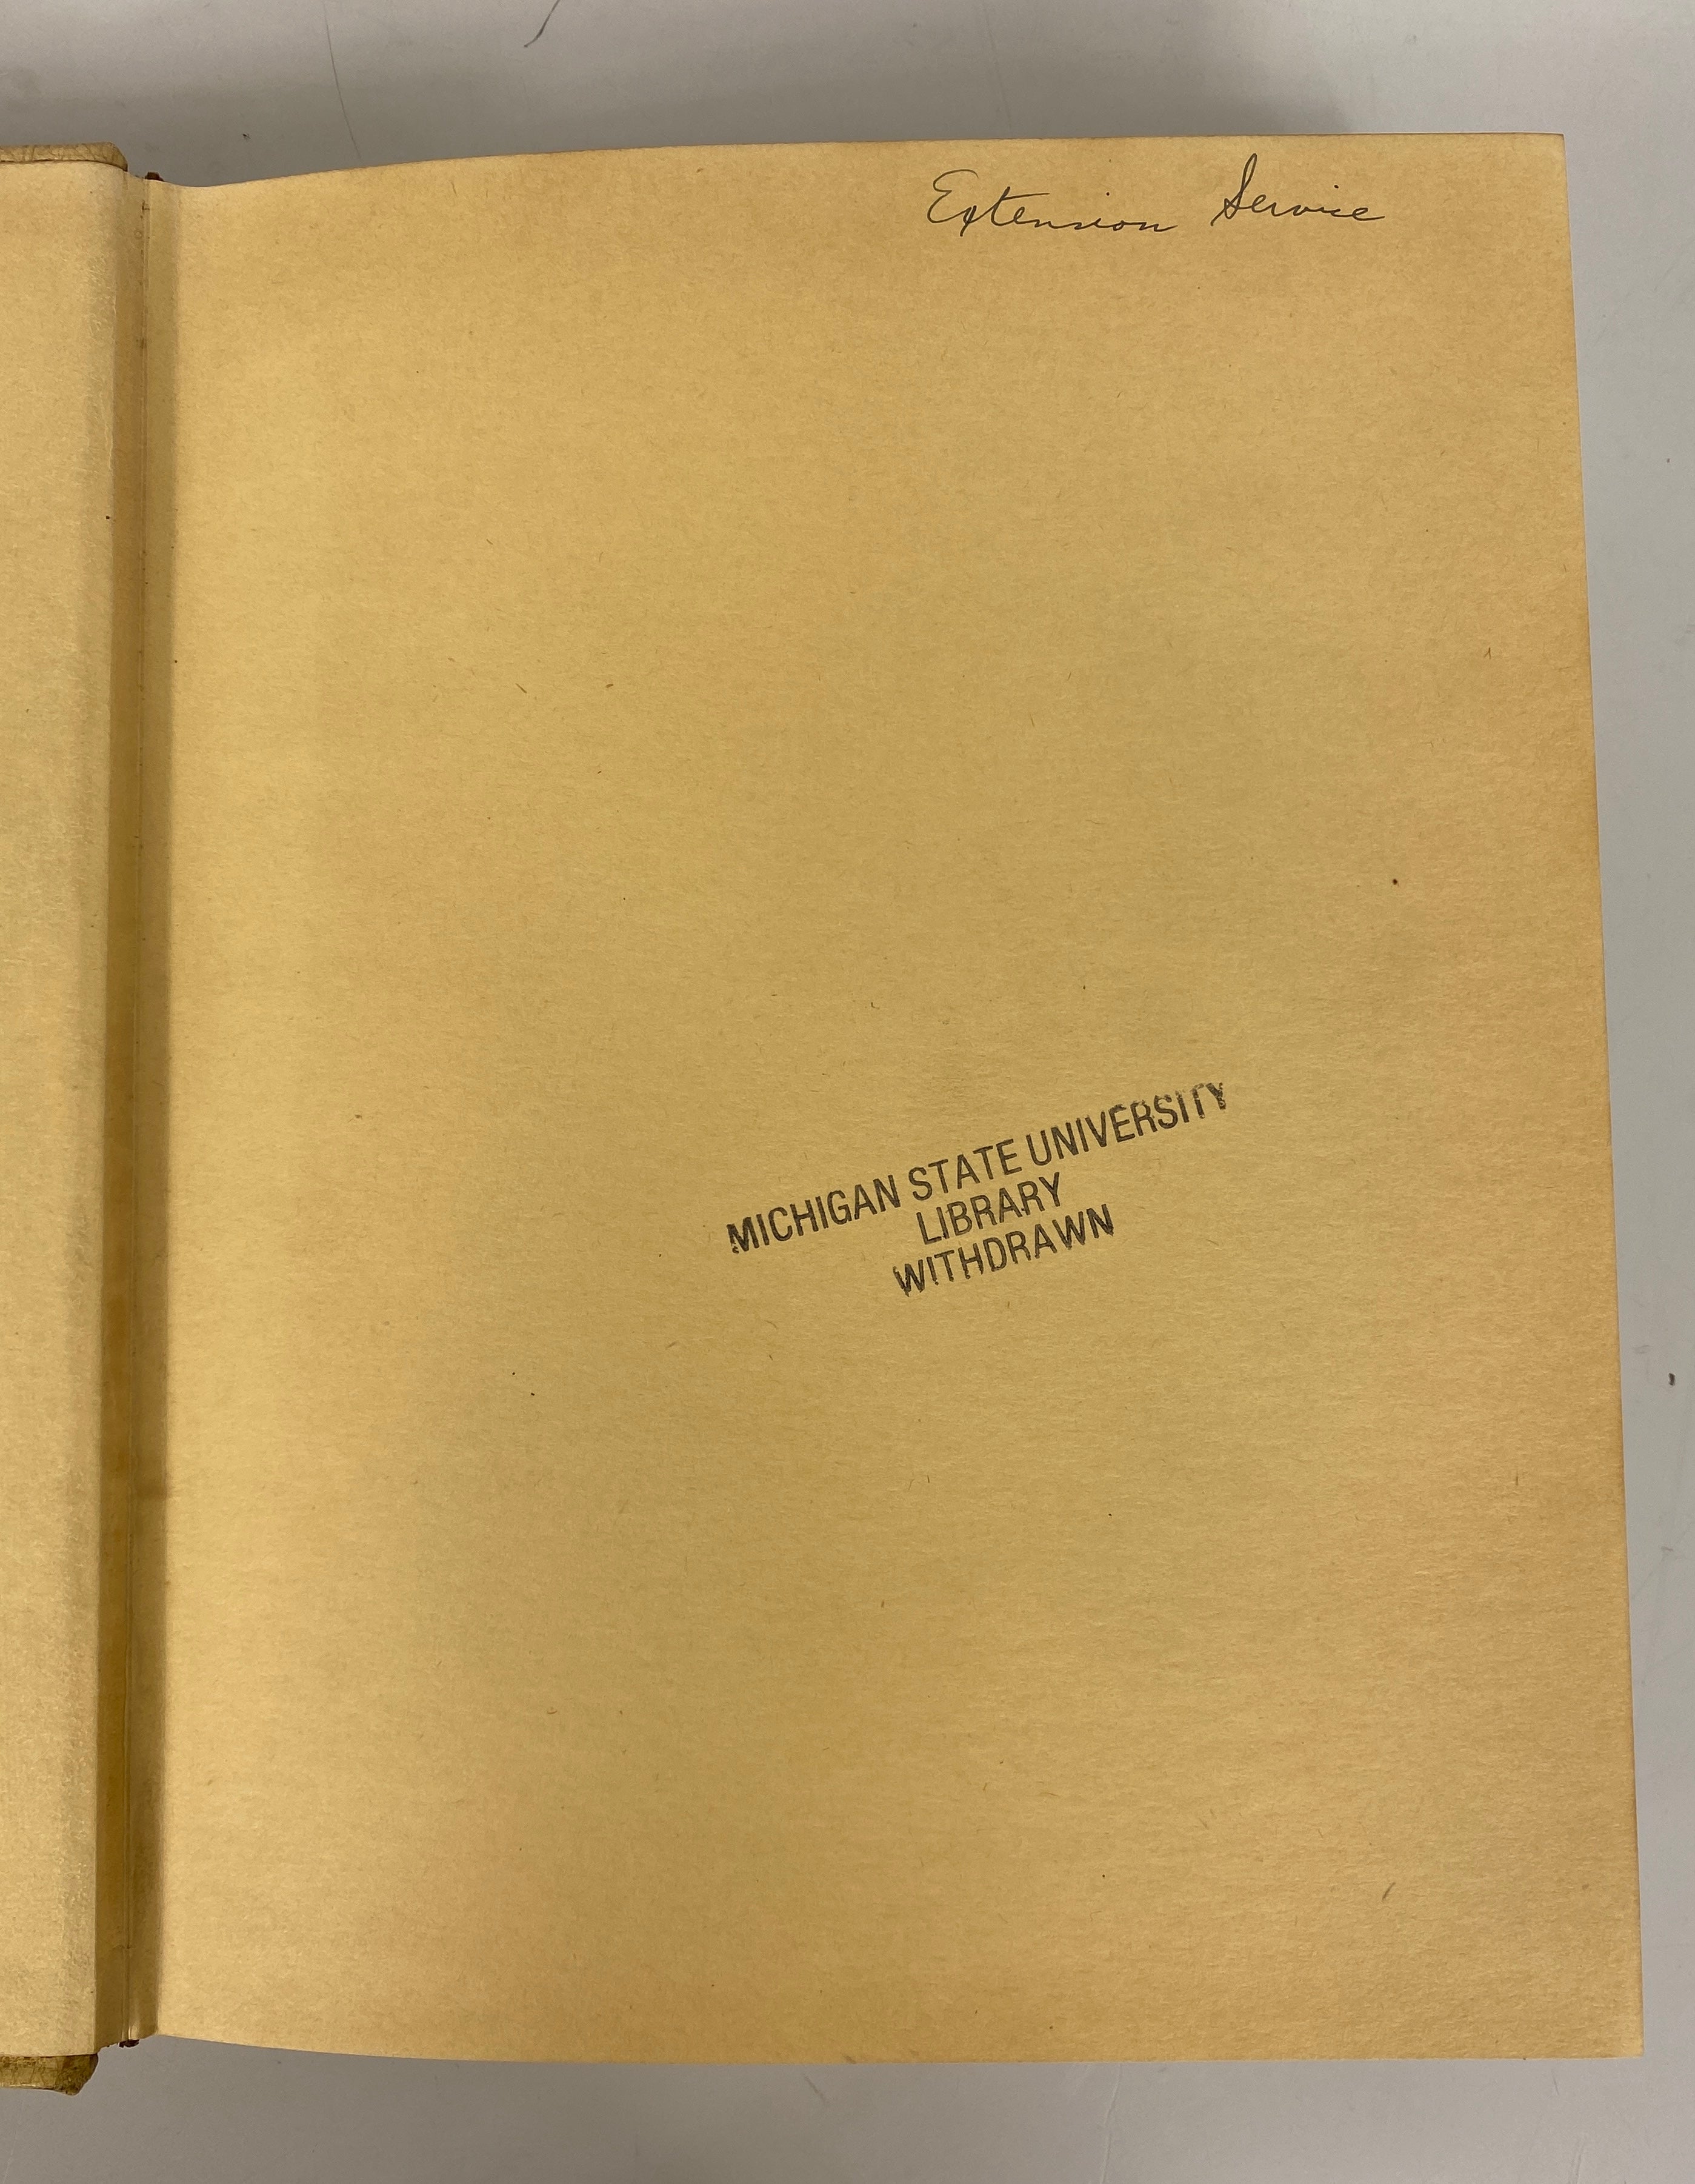 Extension Service
MICHIGAN STATE UNIVERSITY
LIBRARY
WITHDRAWN